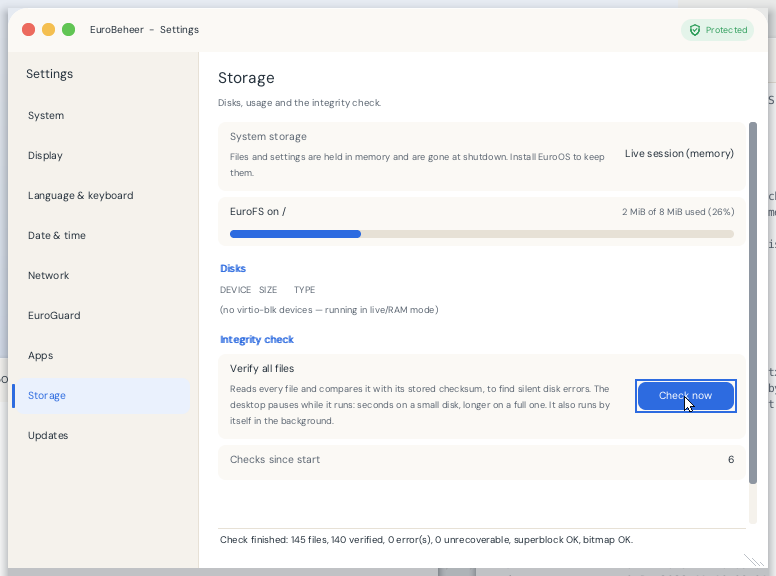 EuroBeheer - Settings
Protected
Settings
System
Display
Language & keyboard
Date & time
Network
EuroGuard
Apps
Storage
Updates
Storage
Disks, usage and the integrity check.
System storage
Files and settings are held in memory and are gone at shutdown. Install EuroOS to keep
them.
Live session (memory)
EuroFS on /
2 MiB of 8 MiB used (26%)
Disks
DEVICE SIZE TYPE
(no virtio-blk devices — running in live/RAM mode)
Integrity check
Verify all files
Reads every file and compares it with its stored checksum, to find silent disk errors. The
desktop pauses while it runs: seconds on a small disk, longer on a full one. It also runs by
itself in the background.
Check now
Checks since start
6
Check finished: 145 files, 140 verified, 0 error(s), 0 unrecoverable, superblock OK, bitmap OK.